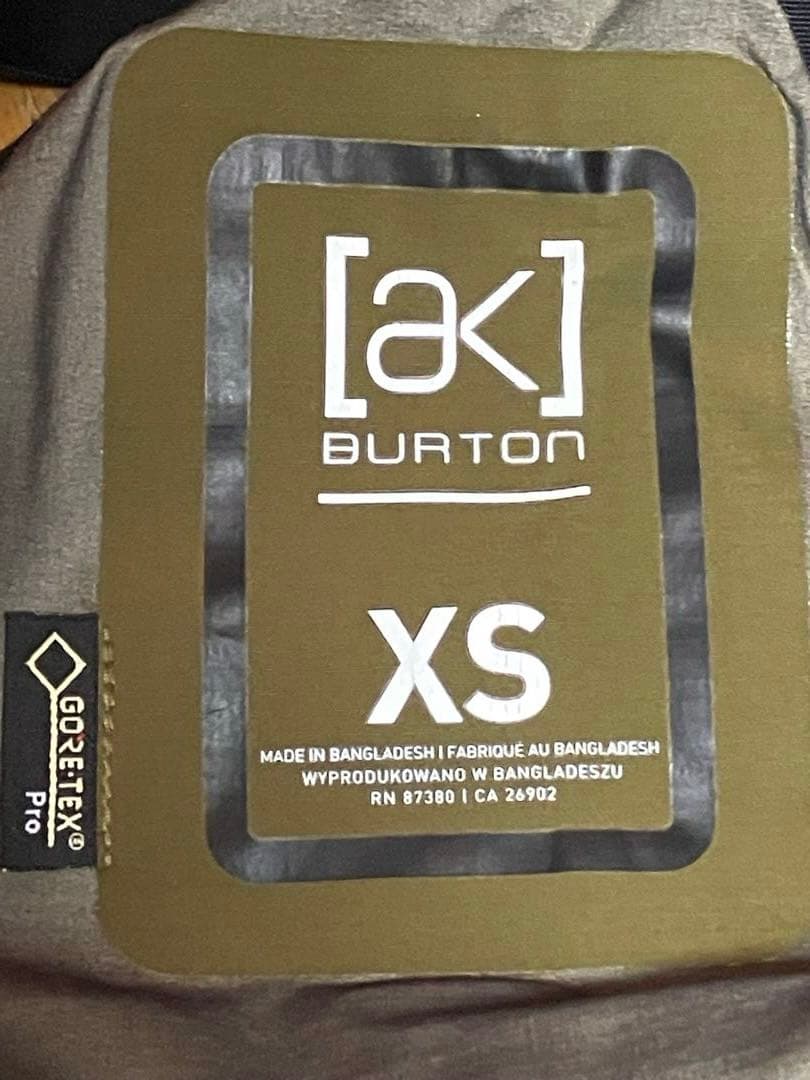 [ak]
BURTON
XS
MADE IN BANGLADESH | FABRIQUÉ AU BANGLADESH
WYPRODUKOWANO W BANGLADESZU
RN 87380 | CA 26902
GORE-TEX®
Pro